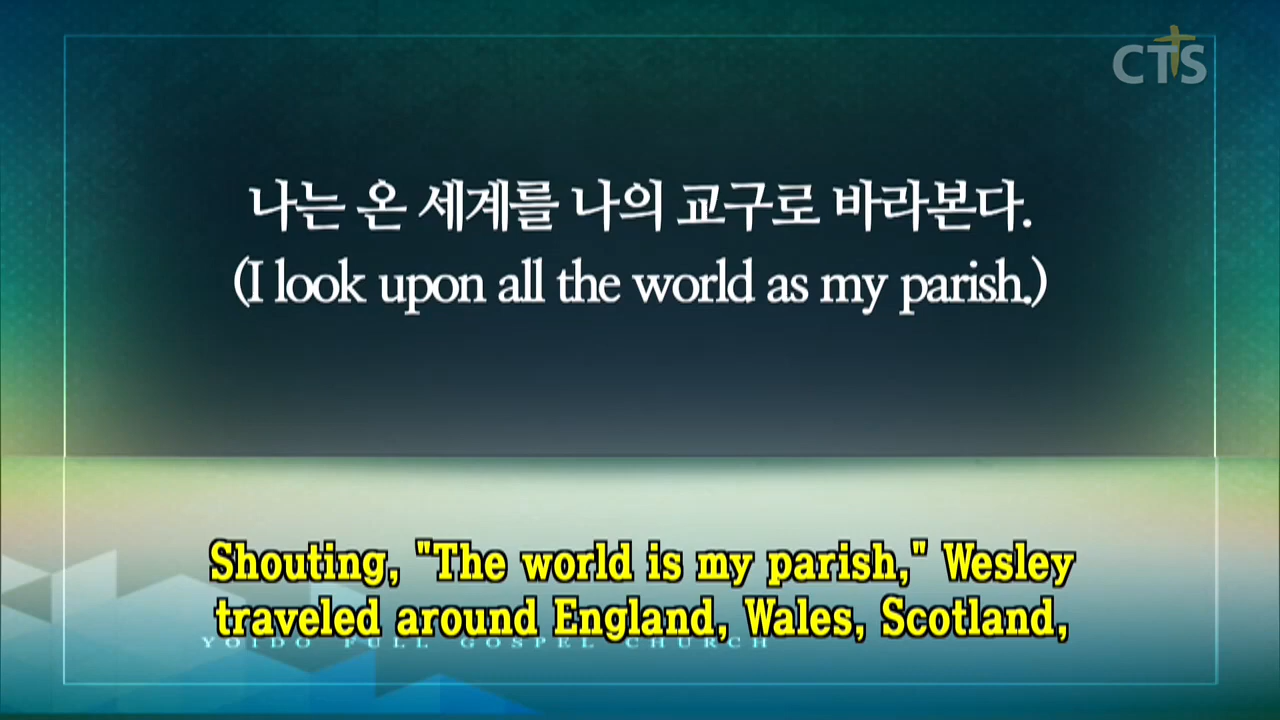 CTS
나는 온 세계를 나의 교구로 바라본다.
(I look upon all the world as my parish.)
Shouting, "The world is my parish," Wesley
traveled around England, Wales, Scotland,
YOIDO FULL GOSPEL CHURCH